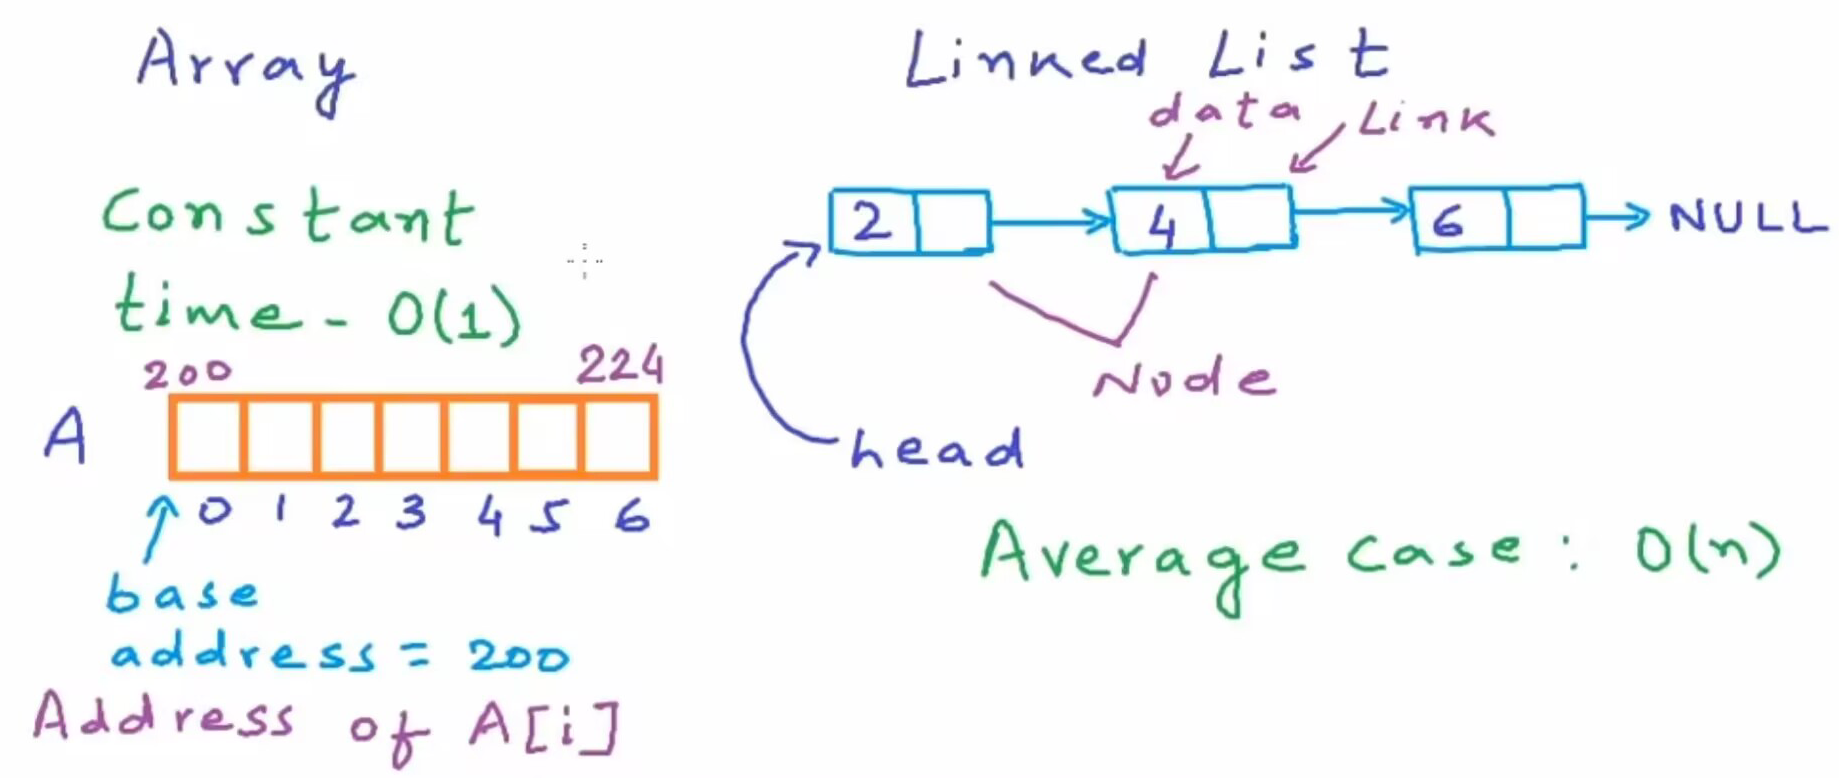 Array
Constant
time - O(1)
200 224
A
0 1 2 3 4 5 6
base
address = 200
Address of A[i]
Linked List
data Link
2 4 6 NULL
Node
head
Average case : O(n)